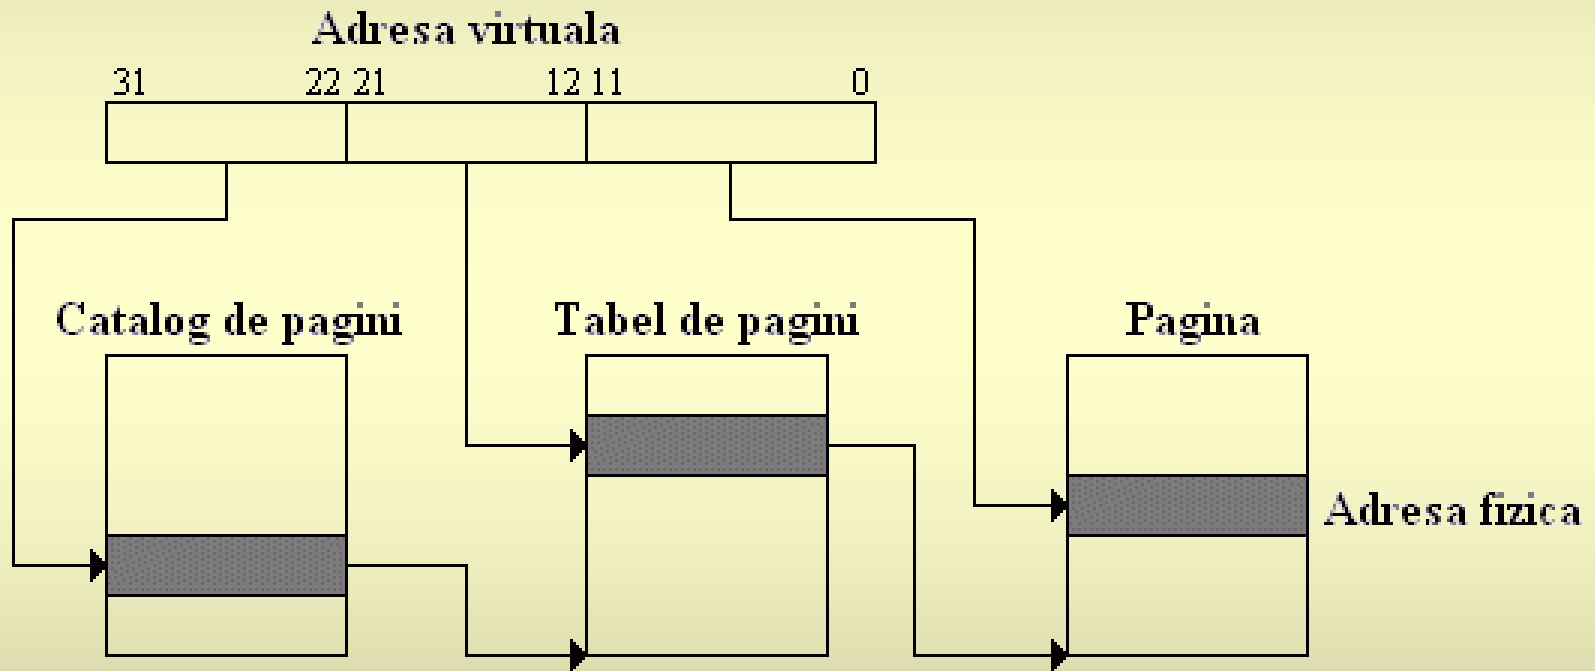 Adresa virtuala
31 22 21 12 11 0
Catalog de pagini Tabel de pagini Pagina
Adresa fizica